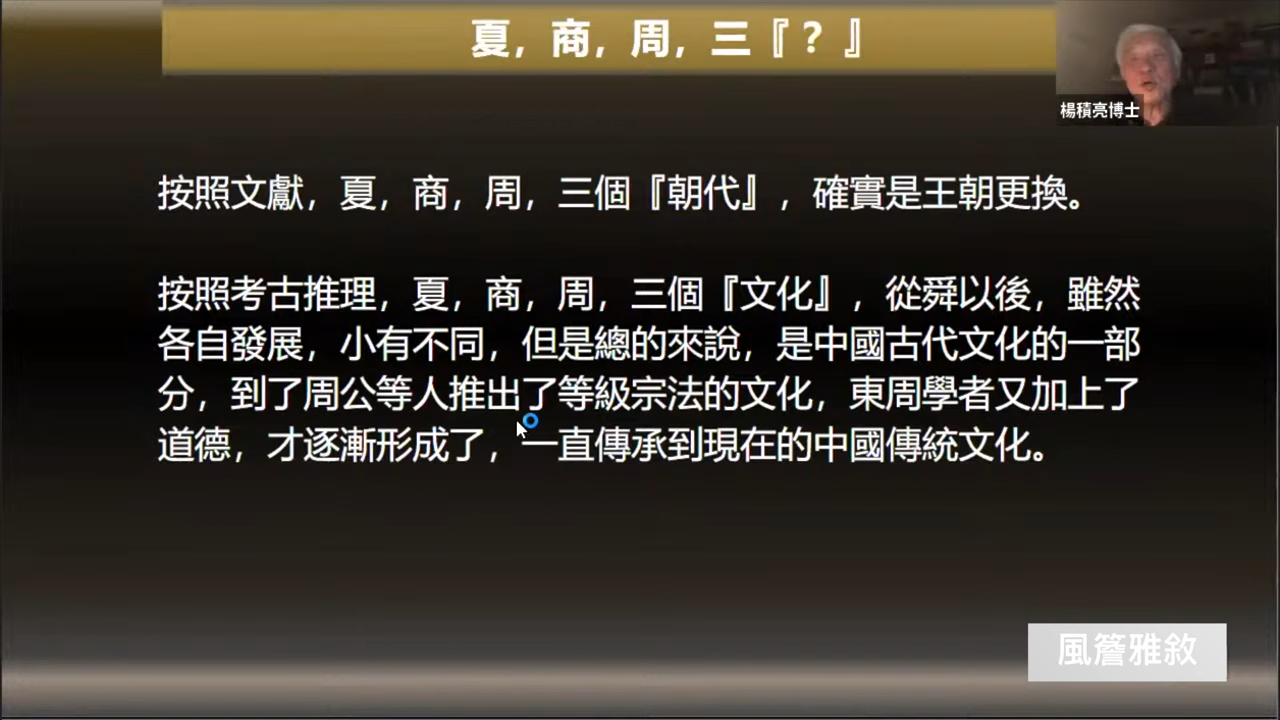 夏，商，周，三『？』
楊積亮博士
按照文獻，夏，商，周，三個『朝代』，確實是王朝更換。
按照考古推理，夏，商，周，三個『文化』，從舜以後，雖然
各自發展，小有不同，但是總的來說，是中國古代文化的一部
分，到了周公等人推出了等級宗法的文化，東周學者又加上了
道德，才逐漸形成了，一直傳承到現在的中國傳統文化。
風簷雅敘